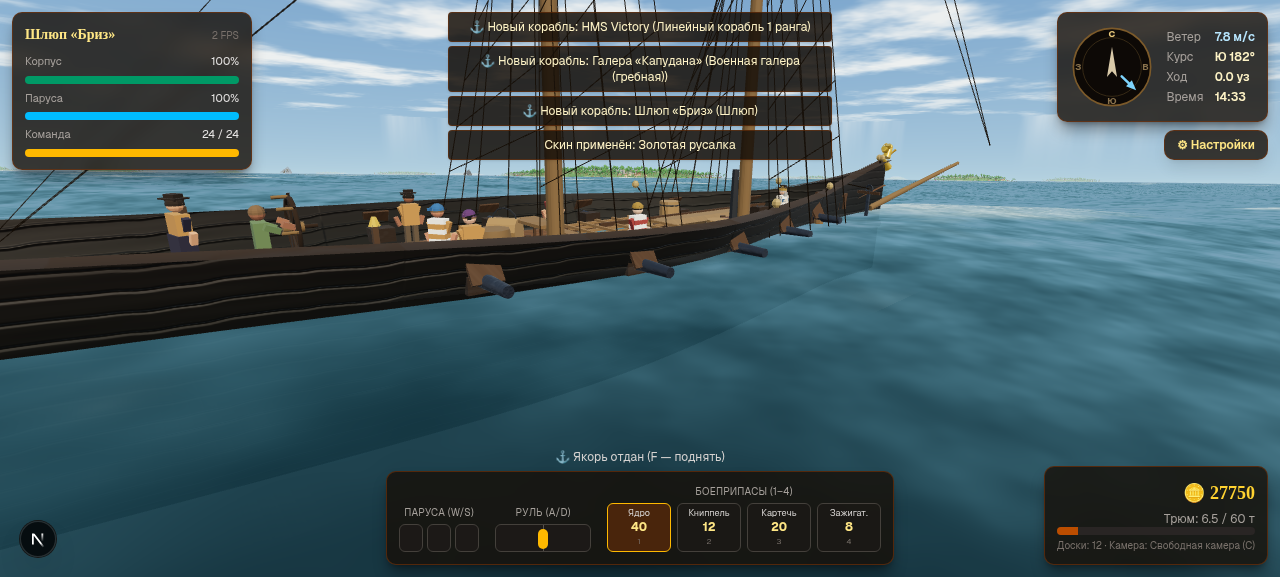 Шлюп «Бриз»
2 FPS
Корпус 100%
Паруса 100%
Команда 24 / 24
⚓ Новый корабль: HMS Victory (Линейный корабль 1 ранга)
⚓ Новый корабль: Галера «Капудана» (Военная галера
(гребная))
⚓ Новый корабль: Шлюп «Бриз» (Шлюп)
Скин применён: Золотая русалка
С
З
В
Ю
Ветер 7.8 м/с
Курс Ю 182°
Ход 0.0 уз
Время 14:33
⚙ Настройки
⚓ Якорь отдан (F — поднять)
ПАРУСА (W/S)
РУЛЬ (A/D)
БОЕПРИПАСЫ (1–4)
Ядро
40
1
Книппель
12
2
Картечь
20
3
Зажигат.
8
4
27750
Трюм: 6.5 / 60 т
Доски: 12 · Камера: Свободная камера (C)
N